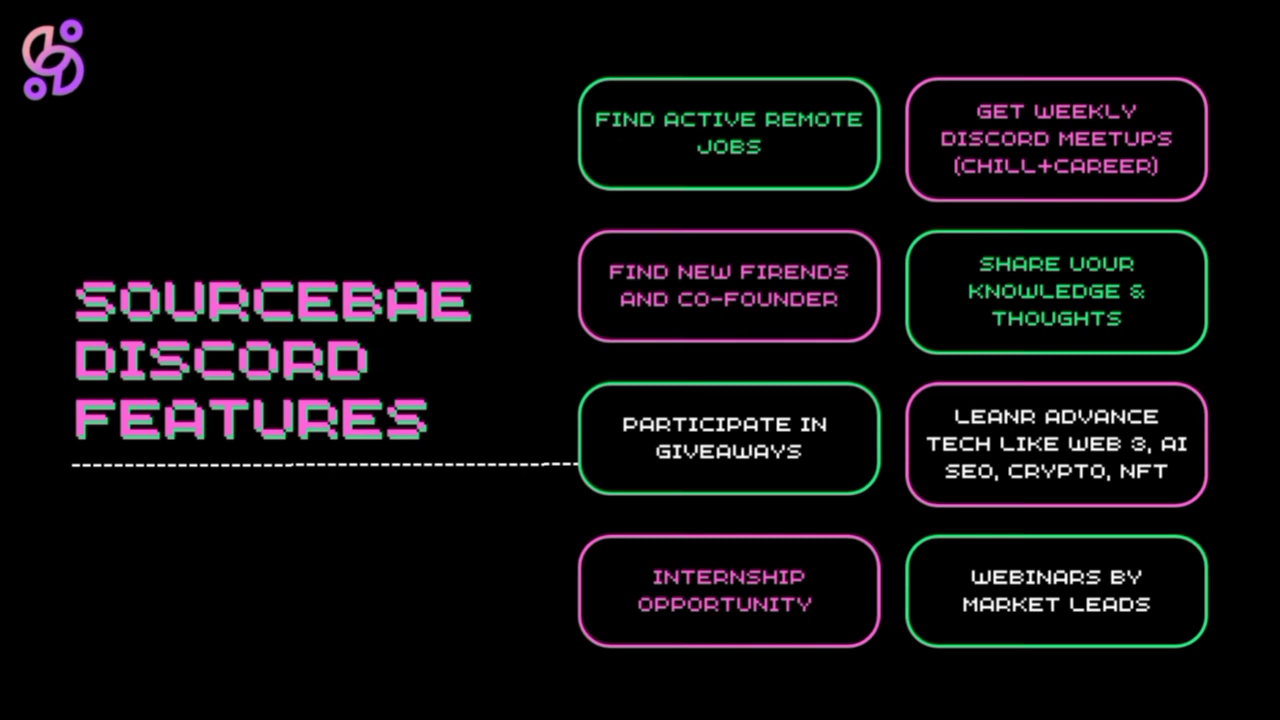 SOURCEBAE
DISCORD
FEATURES
FIND ACTIVE REMOTE
JOBS
GET WEEKLY
DISCORD MEETUPS
(CHILL+CAREER)
FIND NEW FIRENDS
AND CO-FOUNDER
SHARE UOUR
KNOWLEDGE &
THOUGHTS
PARTICIPATE IN
GIVEAWAYS
LEANR ADVANCE
TECH LIKE WEB 3, AI
SEO, CRYPTO, NFT
INTERNSHIP
OPPORTUNITY
WEBINARS BY
MARKET LEADS